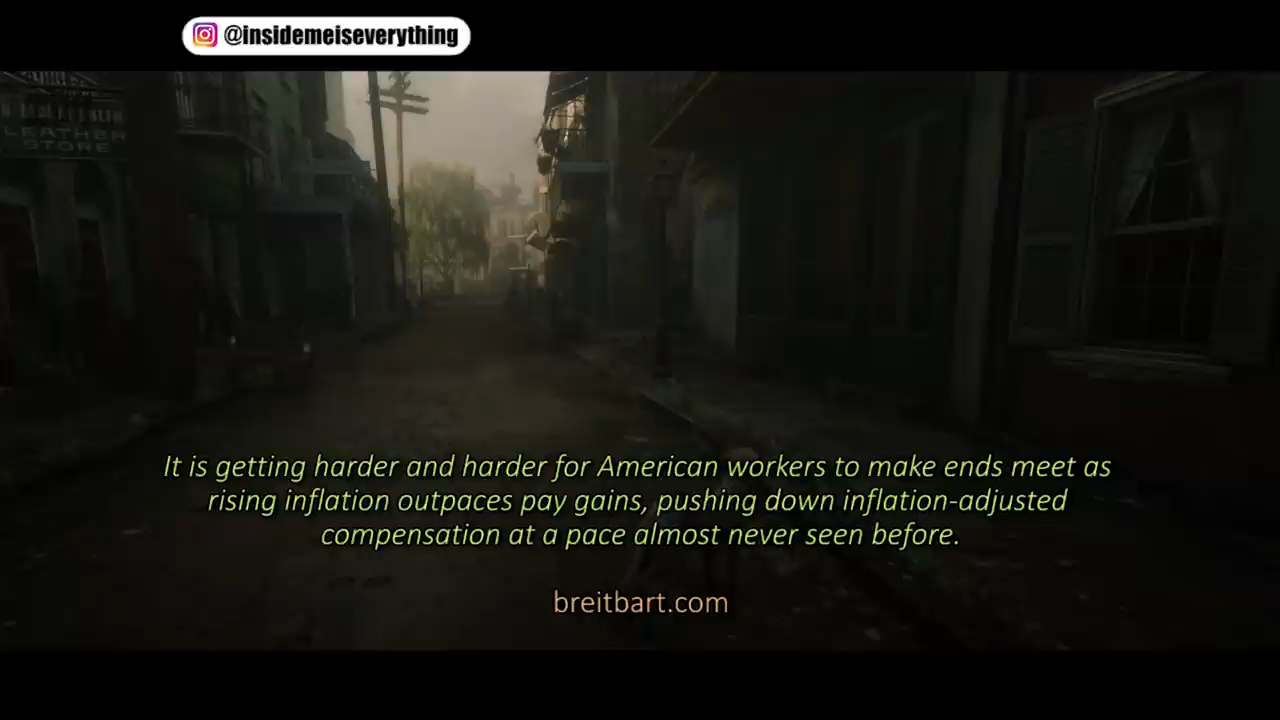 @insidemeiseverything
LEATHER
STORE
It is getting harder and harder for American workers to make ends meet as
rising inflation outpaces pay gains, pushing down inflation-adjusted
compensation at a pace almost never seen before.
breitbart.com